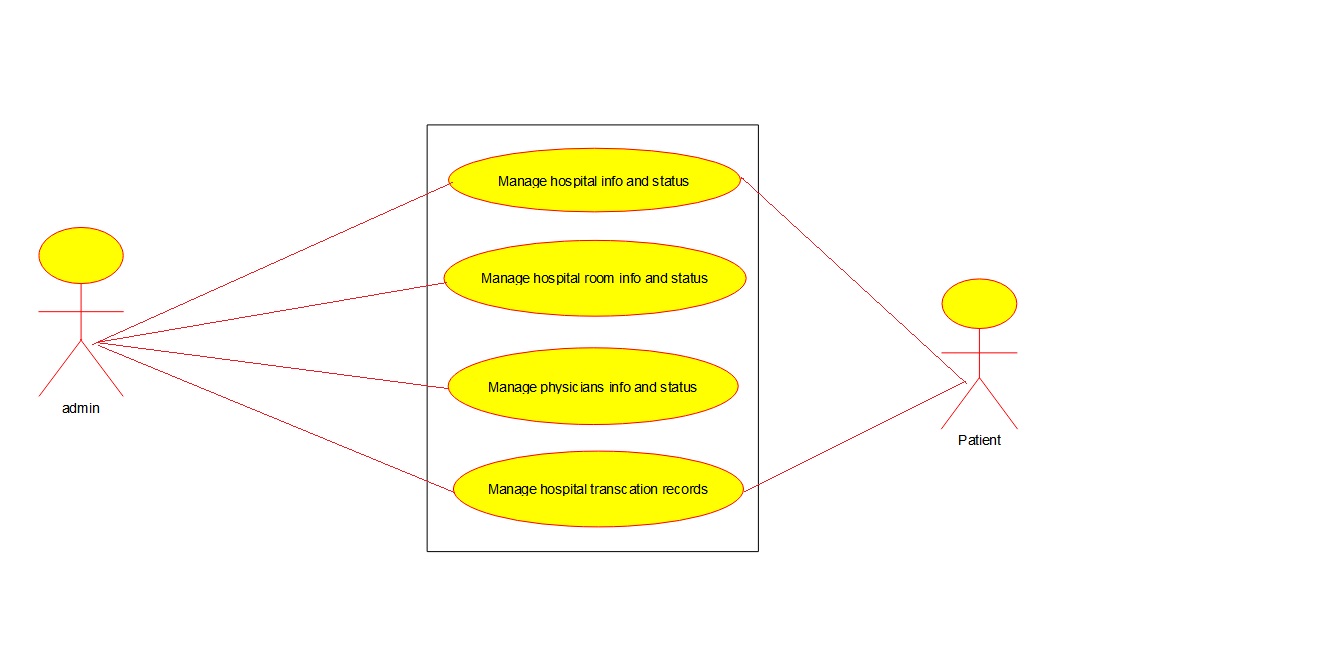 Manage hospital info and status
Manage hospital room info and status
Manage physicians info and status
admin
Patient
Manage hospital transcation records